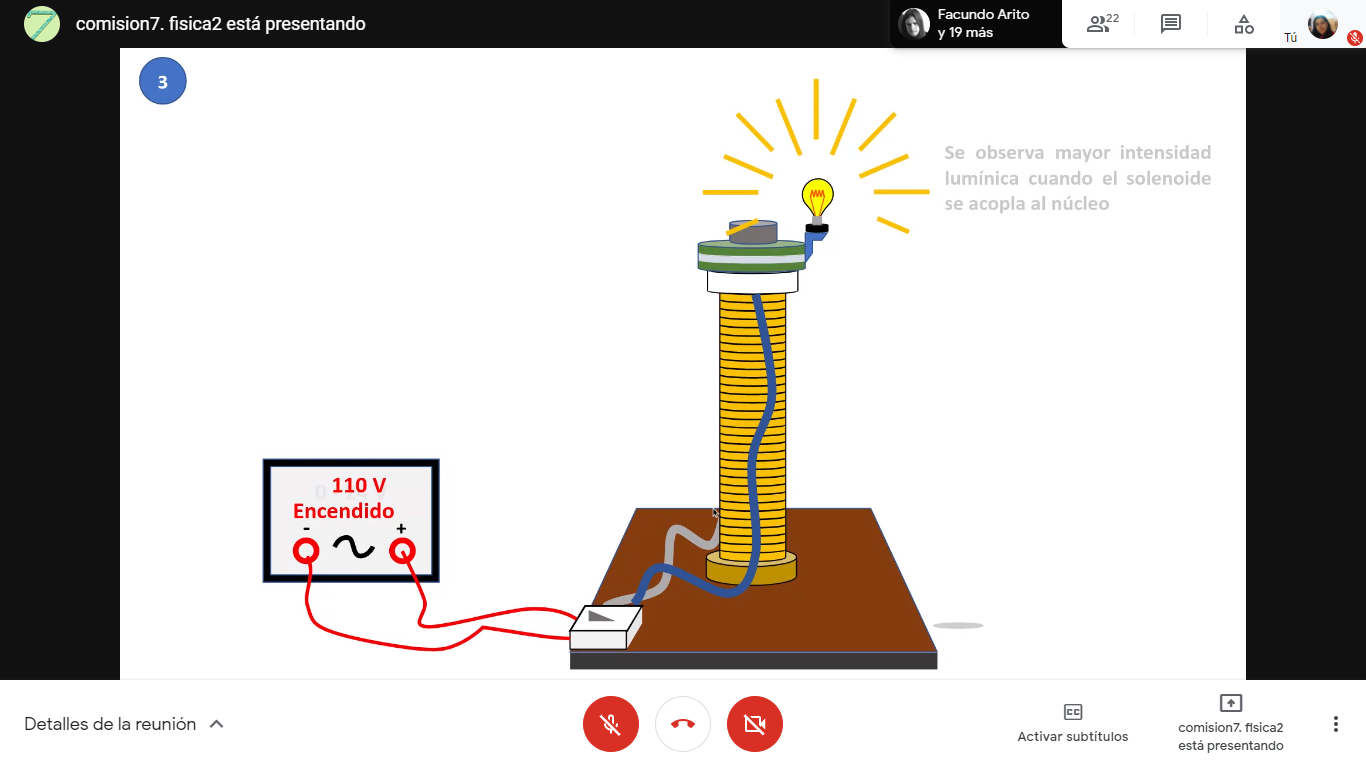 comision7. fisica2 está presentando
Facundo Arito
y 19 más
22
Tú
3
Se observa mayor intensidad
lumínica cuando el solenoide
se acopla al núcleo
110 V
Encendido
- +
Detalles de la reunión
CC
Activar subtítulos
comision7. fisica2
está presentando